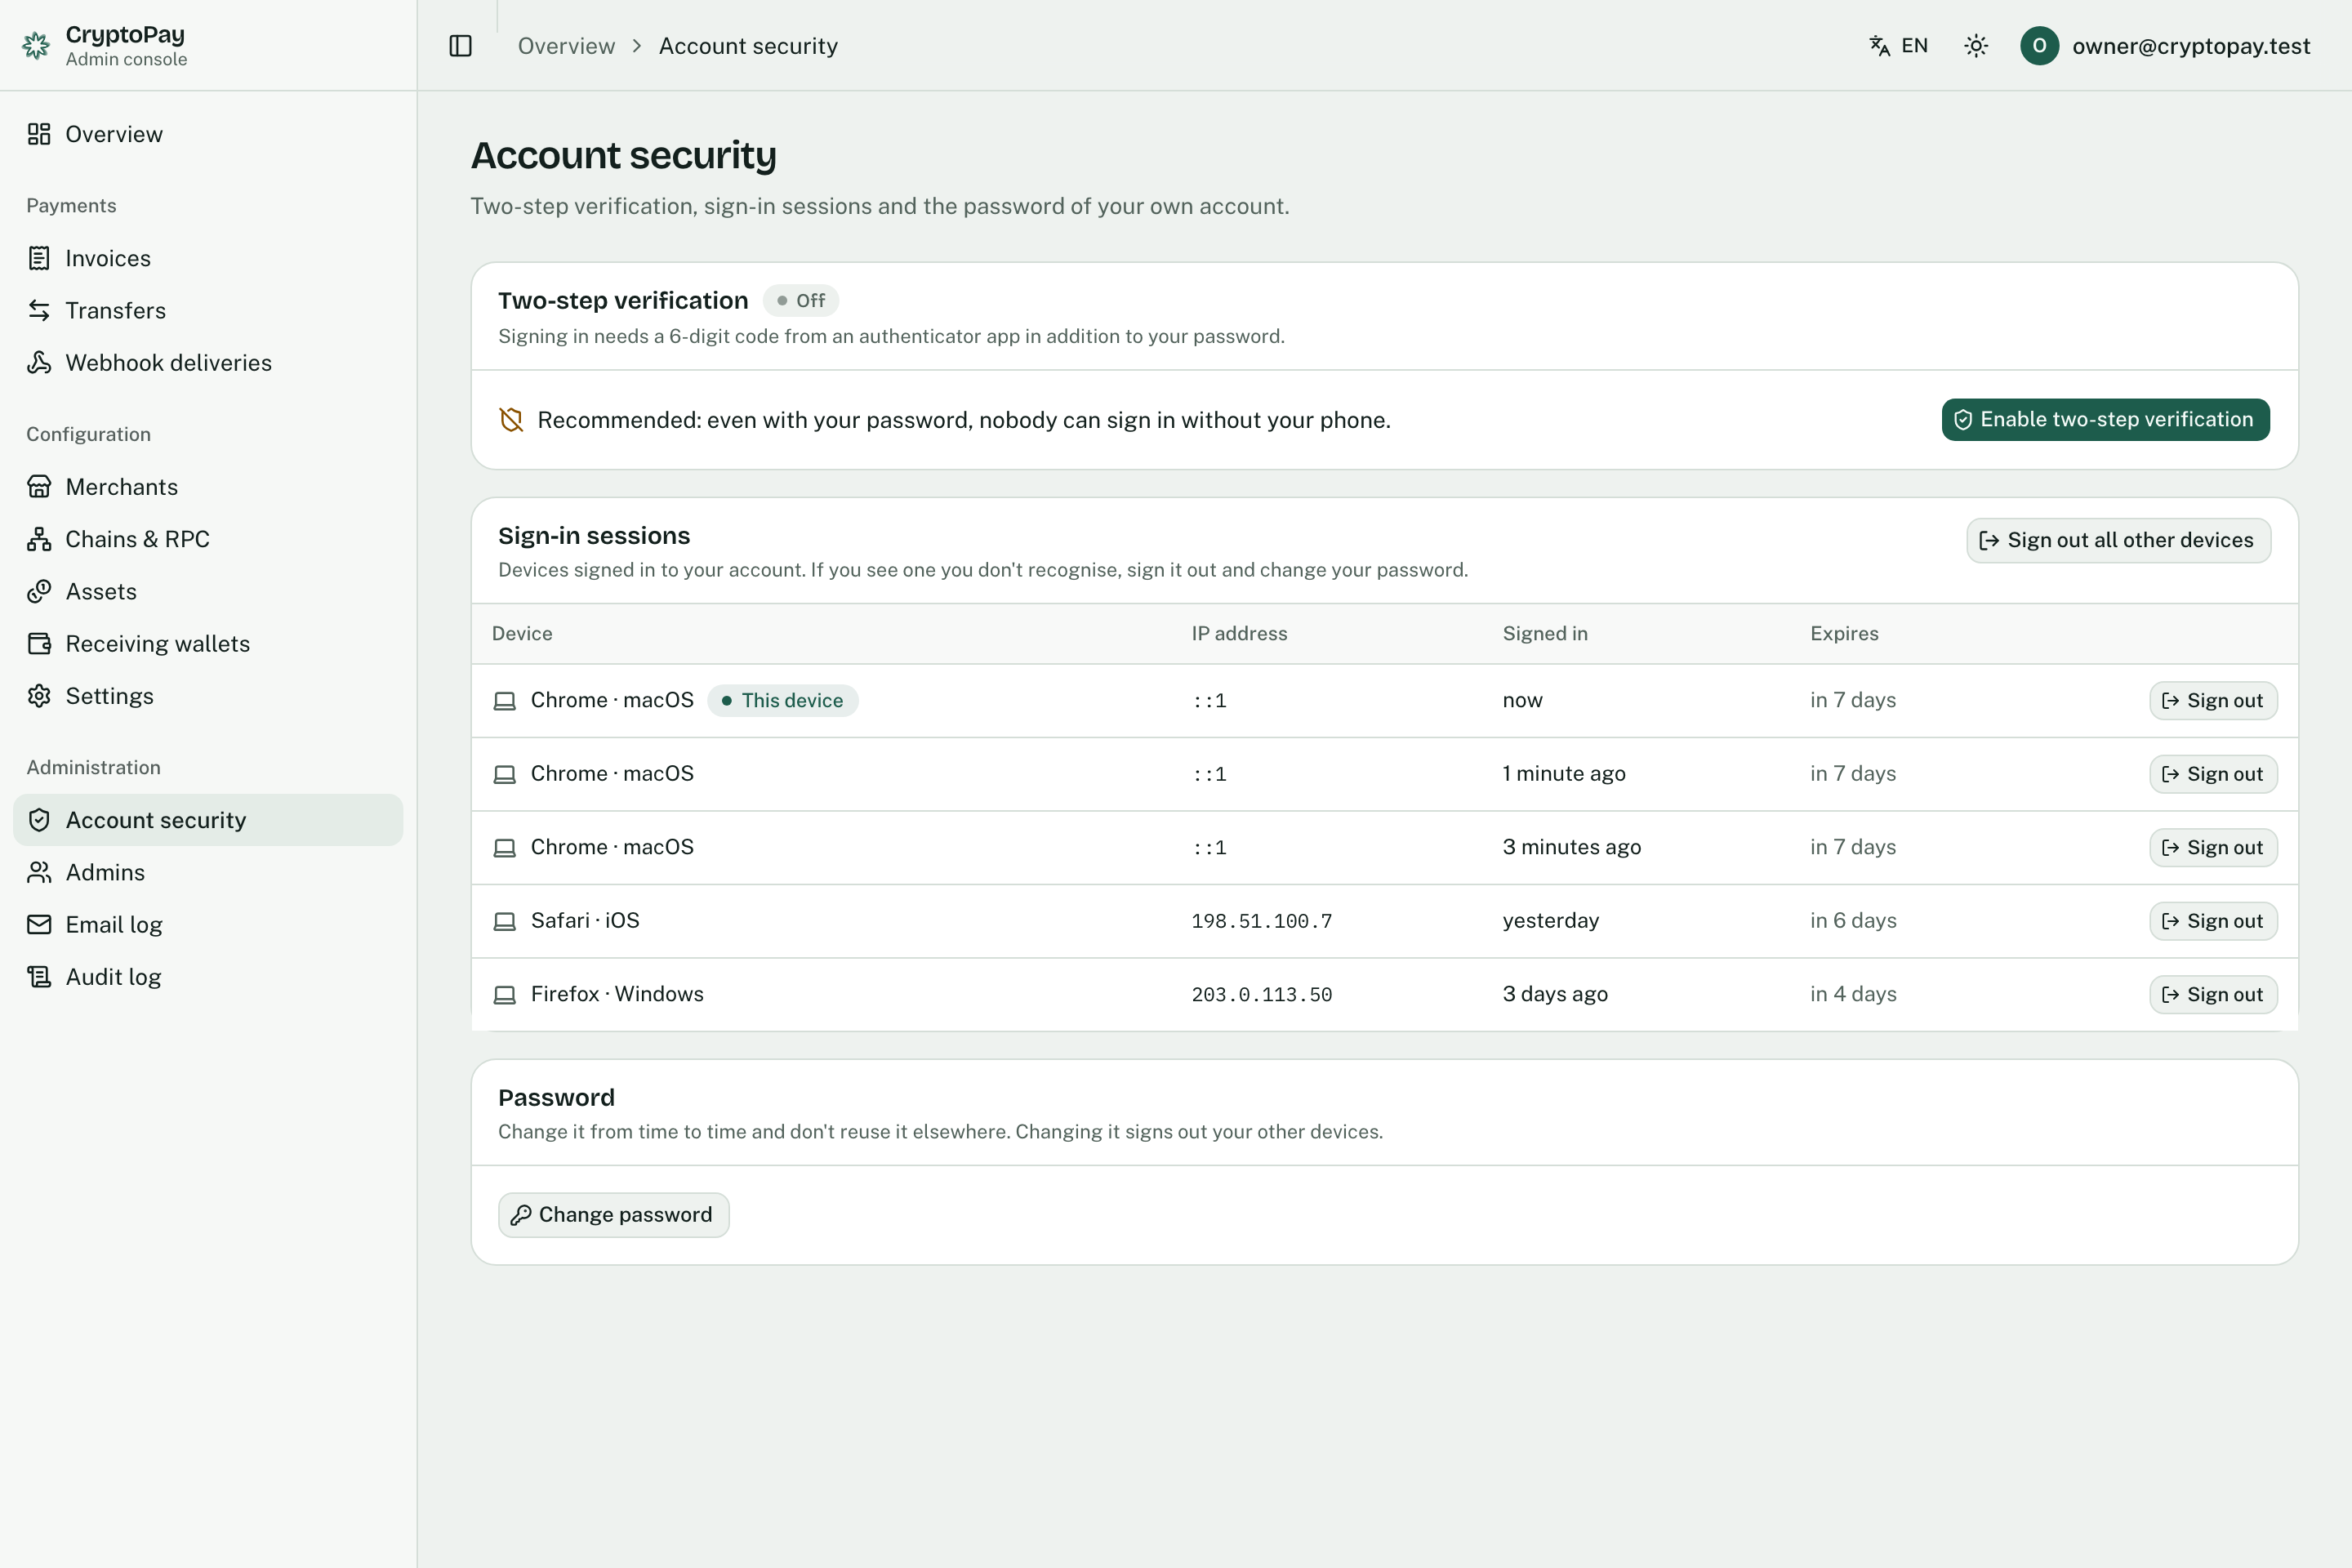 CryptoPay
Admin console
Overview
Payments
Invoices
Transfers
Webhook deliveries
Configuration
Merchants
Chains & RPC
Assets
Receiving wallets
Settings
Administration
Account security
Admins
Email log
Audit log
Overview > Account security
EN
O owner@cryptopay.test
Account security
Two-step verification, sign-in sessions and the password of your own account.
Two-step verification Off
Signing in needs a 6-digit code from an authenticator app in addition to your password.
Recommended: even with your password, nobody can sign in without your phone.
Enable two-step verification
Sign-in sessions
Devices signed in to your account. If you see one you don't recognise, sign it out and change your password.
Sign out all other devices
Device IP address Signed in Expires
Chrome · macOS This device ::1 now in 7 days Sign out
Chrome · macOS ::1 1 minute ago in 7 days Sign out
Chrome · macOS ::1 3 minutes ago in 7 days Sign out
Safari · iOS 198.51.100.7 yesterday in 6 days Sign out
Firefox · Windows 203.0.113.50 3 days ago in 4 days Sign out
Password
Change it from time to time and don't reuse it elsewhere. Changing it signs out your other devices.
Change password